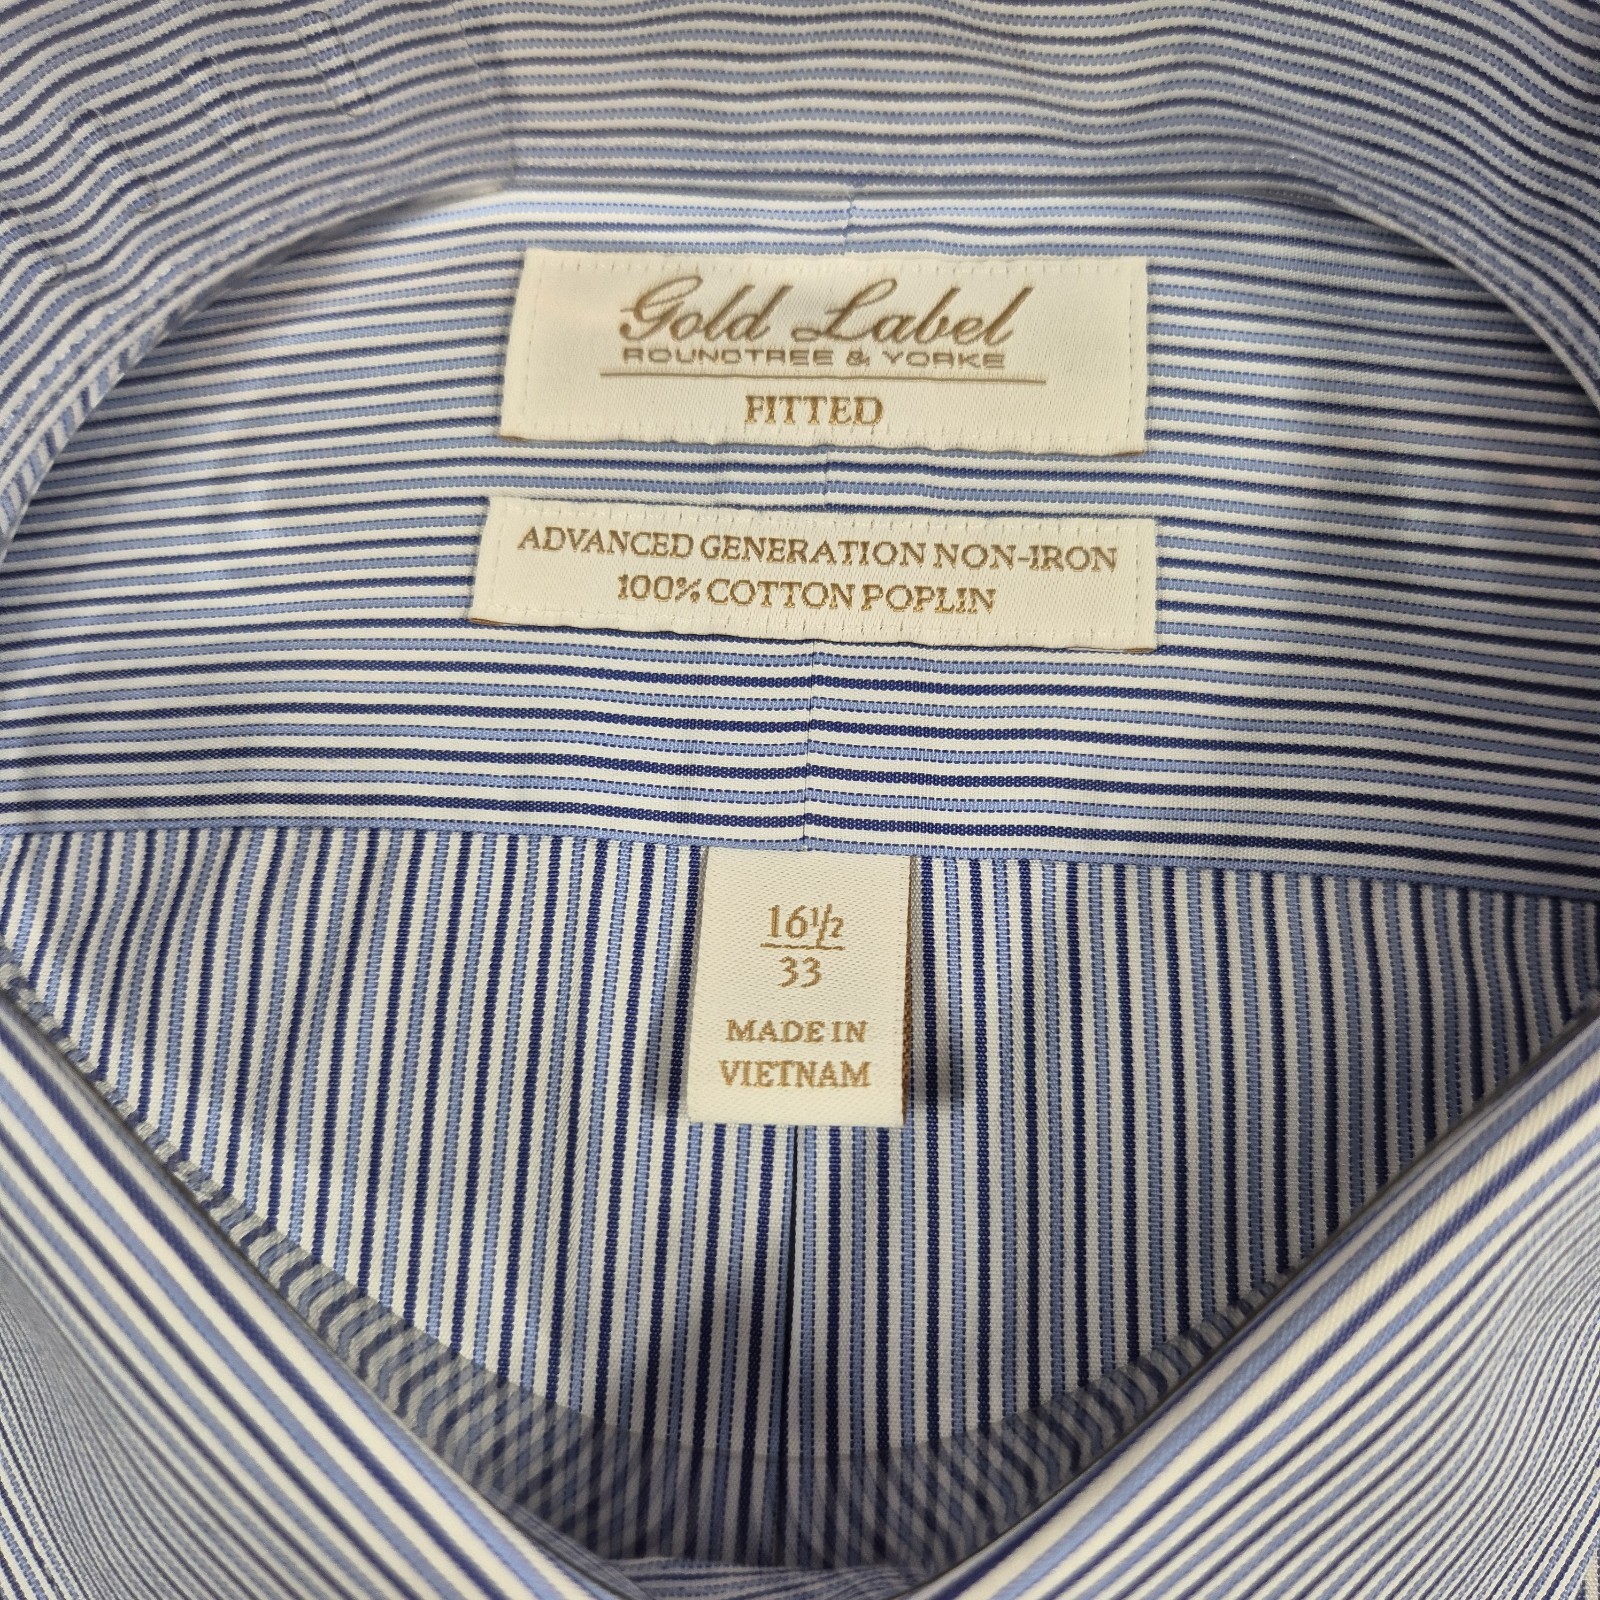 Gold Label
ROUNDTREE & YORKE
FITTED
ADVANCED GENERATION NON-IRON
100% COTTON POPLIN
16½
33
MADE IN
VIETNAM